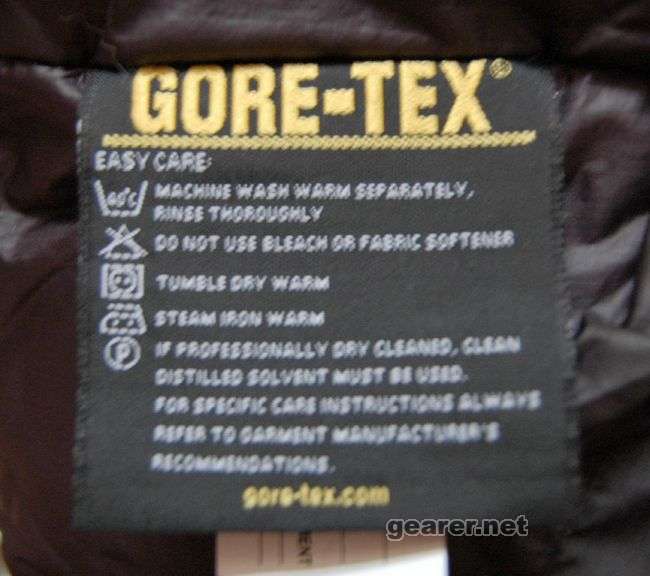 GORE-TEX®
EASY CARE:
40°C MACHINE WASH WARM SEPARATELY,
RINSE THOROUGHLY
DO NOT USE BLEACH OR FABRIC SOFTENER
TUMBLE DRY WARM
STEAM IRON WARM
P IF PROFESSIONALLY DRY CLEANED, CLEAN
DISTILLED SOLVENT MUST BE USED.
FOR SPECIFIC CARE INSTRUCTIONS ALWAYS
REFER TO GARMENT MANUFACTURER'S
RECOMMENDATIONS.
gore-tex.com
gearer.net